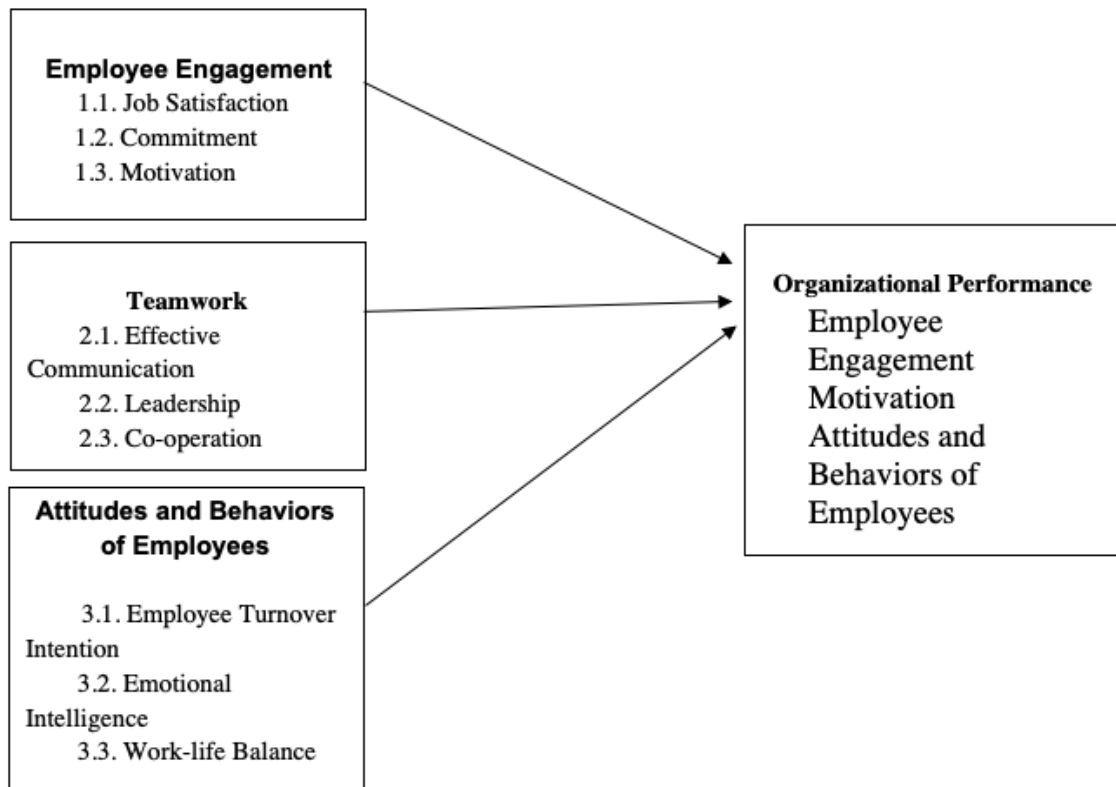 Employee Engagement
1.1. Job Satisfaction
1.2. Commitment
1.3. Motivation
Teamwork
2.1. Effective
Communication
2.2. Leadership
2.3. Co-operation
Attitudes and Behaviors
of Employees
3.1. Employee Turnover
Intention
3.2. Emotional
Intelligence
3.3. Work-life Balance
Organizational Performance
Employee
Engagement
Motivation
Attitudes and
Behaviors of
Employees